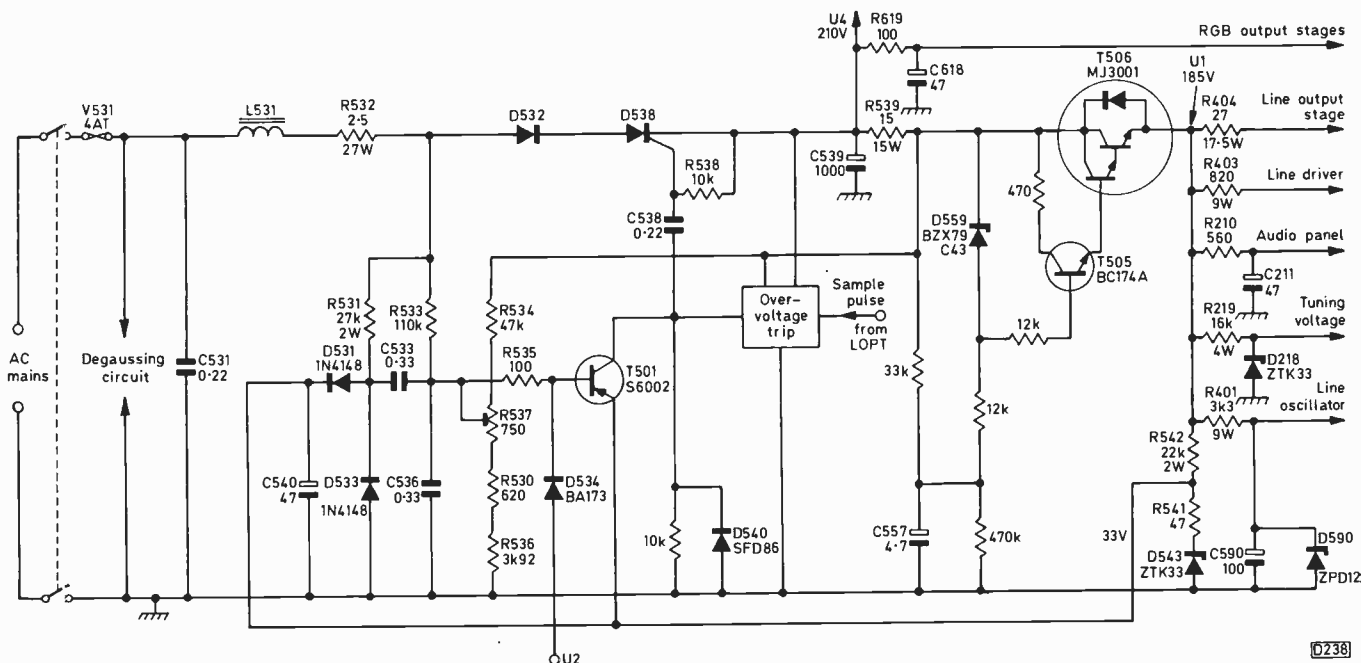 U4
210V
R619
100
RGB output stages
C618
47
T506
MJ3001
U1
185V
R404
27
17·5W
Line output
stage
V531
4AT
L531
R532
2·5
27W
D532
D538
R539
15
15W
C539
1000
R538
10k
C538
0·22
470
D559
BZX79
C43
T505
BC174A
R403
820
9W
Line driver
R210
560
Audio panel
C211
47
R219
16k
4W
Tuning
voltage
D218
ZTK33
R401
3k3
9W
Line
oscillator
AC
mains
Degaussing
circuit
C531
0·22
R531
27k
2W
R533
110k
R534
47k
D531
1N4148
C533
0·33
R535
100
T501
S6002
Over-
voltage
trip
Sample
pulse
from
LOPT
12k
33k
12k
R537
750
C540
47
D533
1N4148
C536
0·33
R530
620
R536
3k92
D534
BA173
10k
D540
SFD86
C557
4·7
470k
R542
22k
2W
33V
R541
47
D543
ZTK33
C590
100
D590
ZPD12
U2
D238